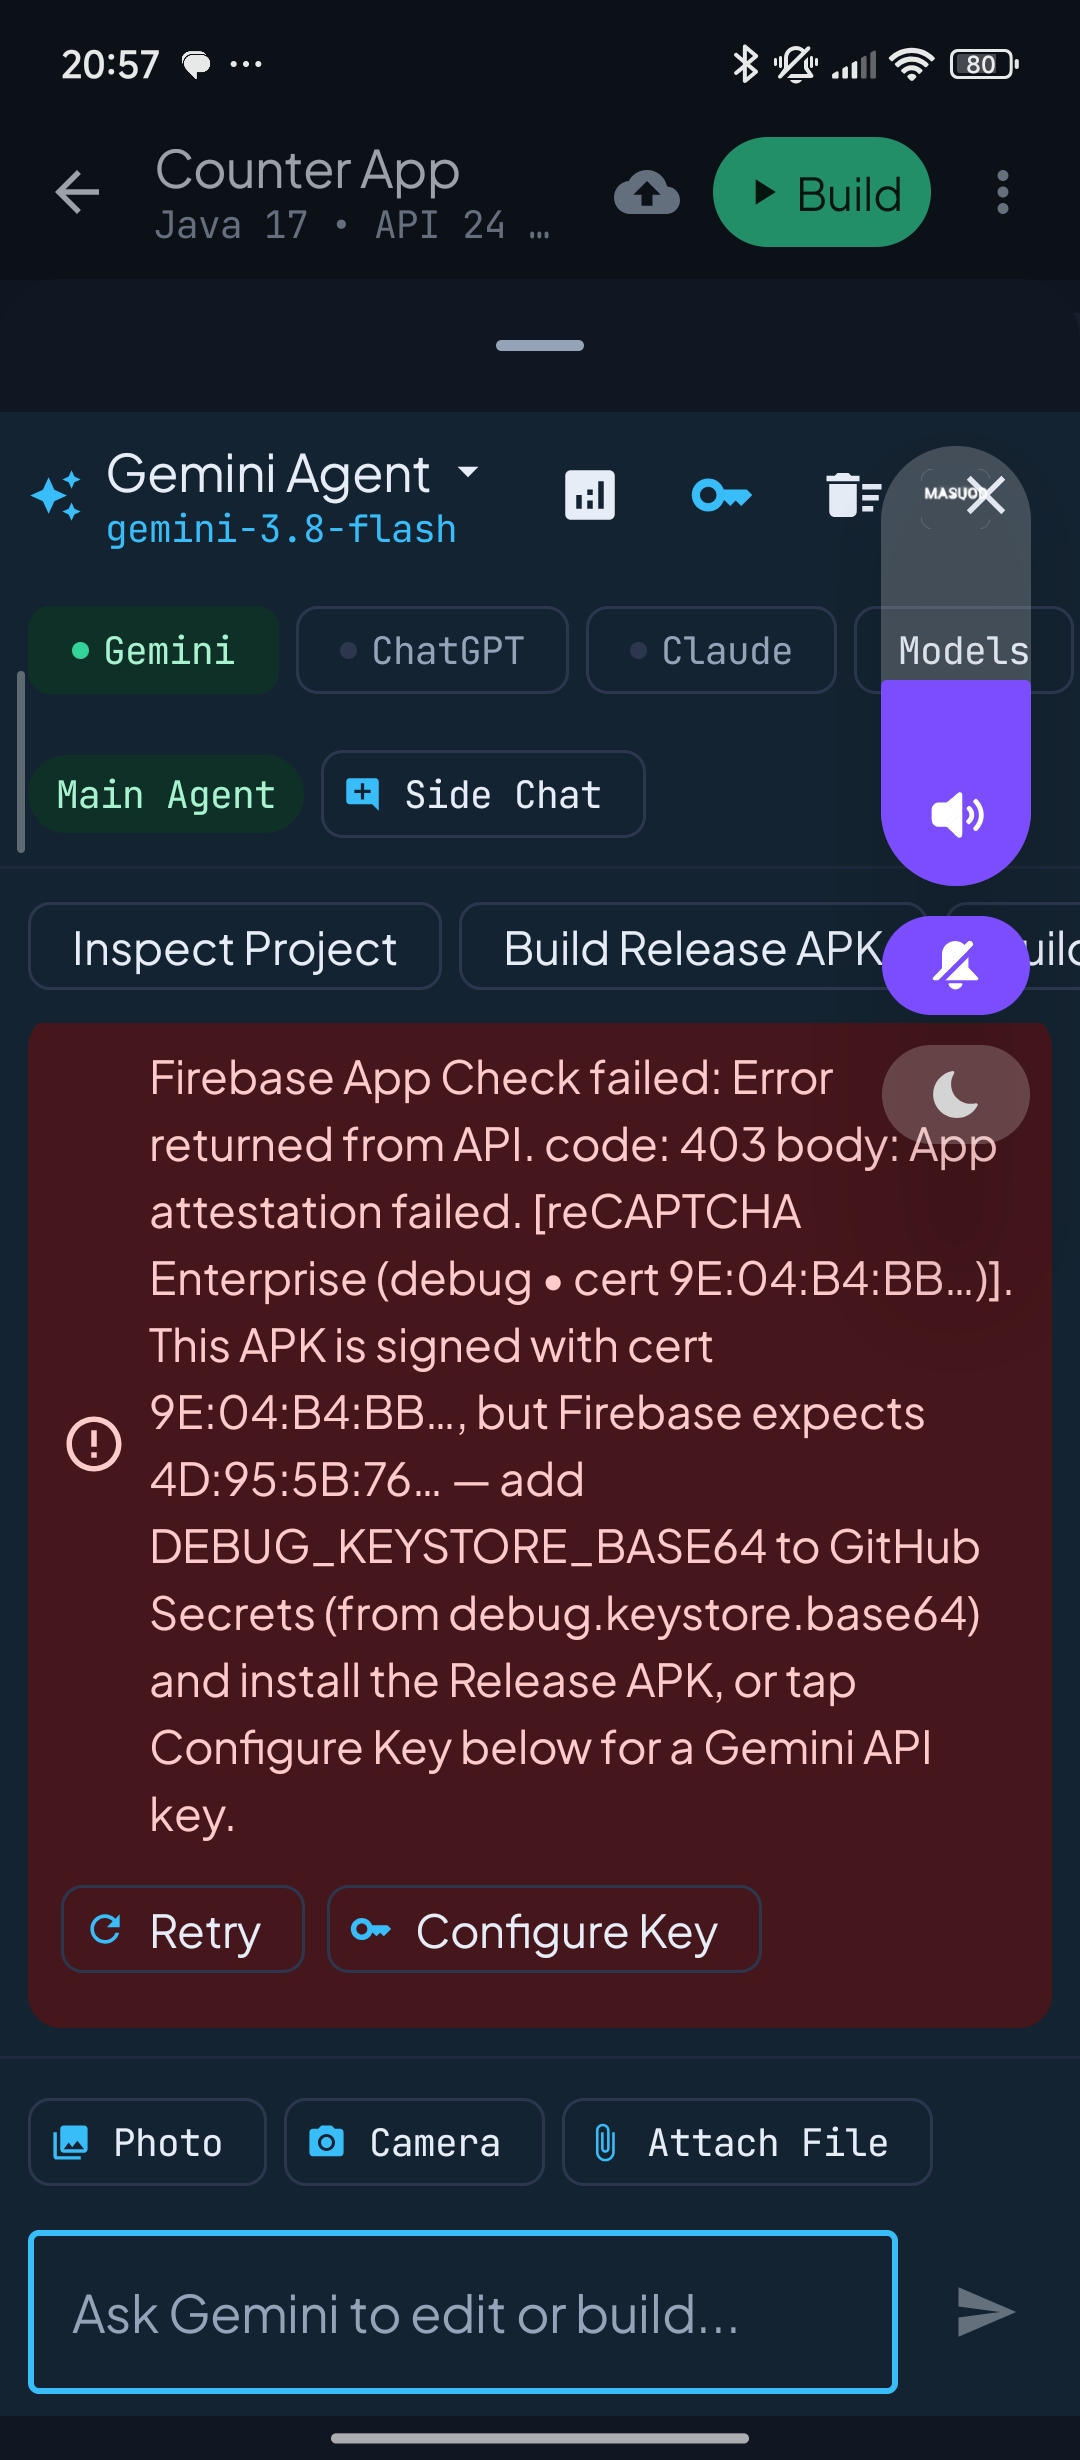 20:57
80
Counter App
Java 17 • API 24 …
Build
Gemini Agent
gemini-3.8-flash
Gemini
ChatGPT
Claude
Models
Main Agent
Side Chat
Inspect Project
Build Release APK
Firebase App Check failed: Error
returned from API. code: 403 body: App
attestation failed. [reCAPTCHA
Enterprise (debug • cert 9E:04:B4:BB…)].
This APK is signed with cert
9E:04:B4:BB…, but Firebase expects
4D:95:5B:76… — add
DEBUG_KEYSTORE_BASE64 to GitHub
Secrets (from debug.keystore.base64)
and install the Release APK, or tap
Configure Key below for a Gemini API
key.
Retry
Configure Key
Photo
Camera
Attach File
Ask Gemini to edit or build...